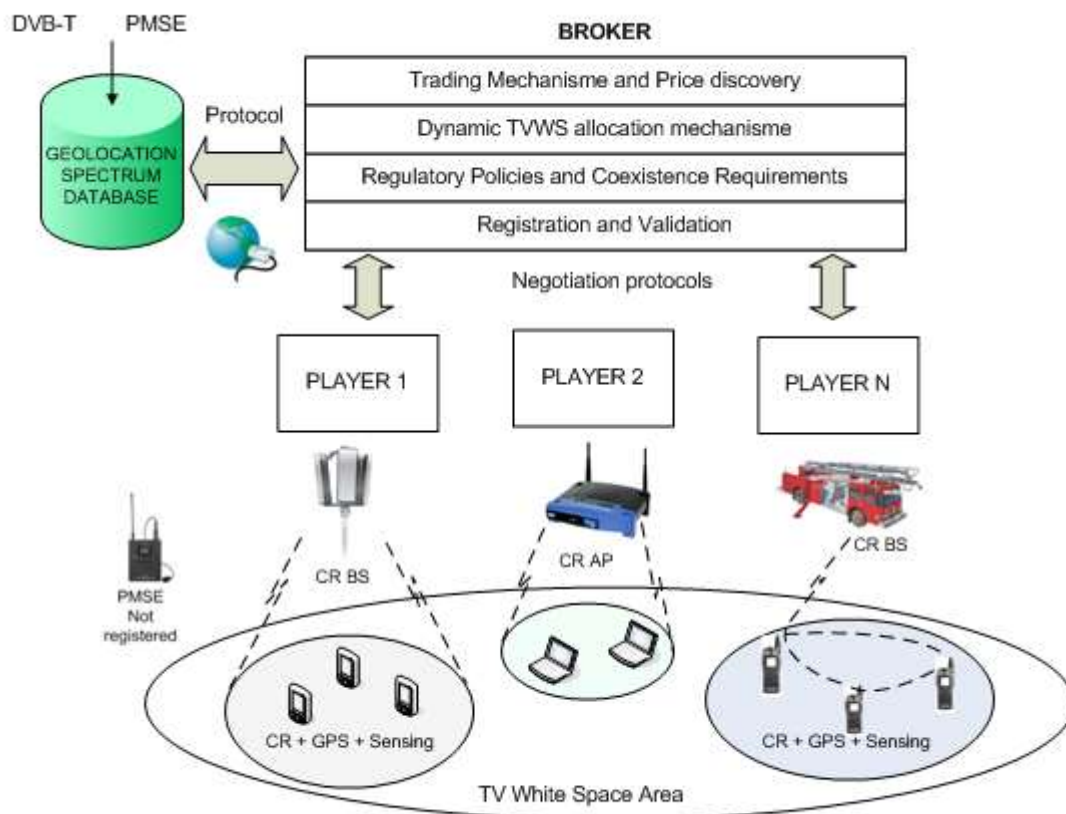 DVB-T PMSE
BROKER
Trading Mechanisme and Price discovery
Dynamic TVWS allocation mechanisme
Regulatory Policies and Coexistence Requirements
Registration and Validation
Protocol
GEOLOCATION
SPECTRUM
DATABASE
Negotiation protocols
PLAYER 1
PLAYER 2
PLAYER N
CR BS
CR AP
CR BS
PMSE
Not
registered
CR + GPS + Sensing
CR + GPS + Sensing
TV White Space Area